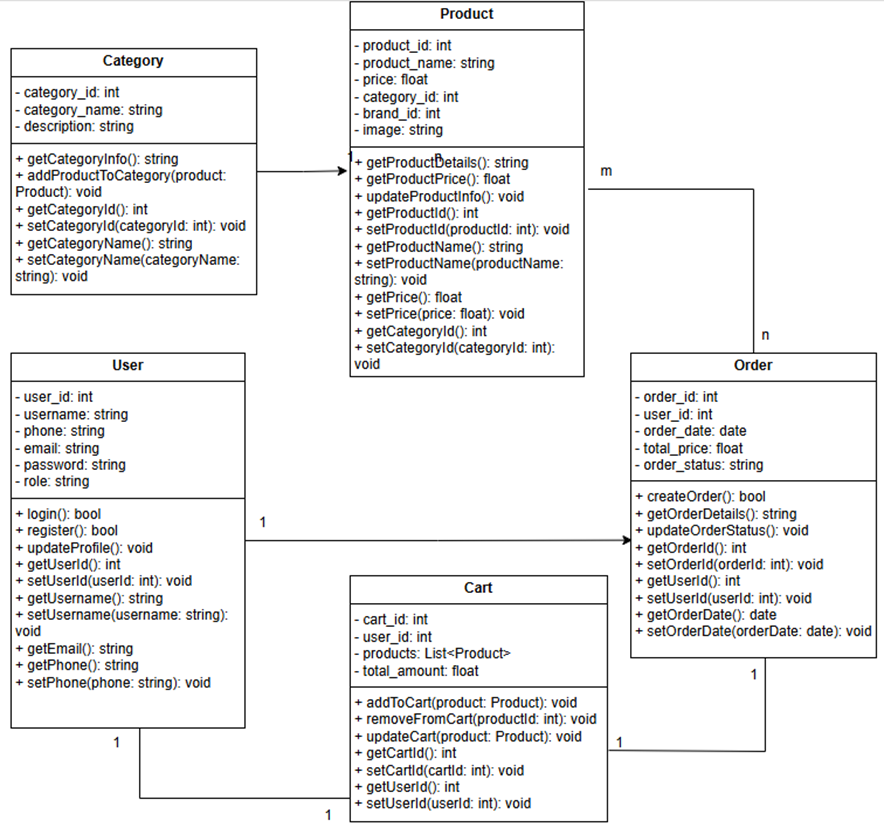 Category
- category_id: int
- category_name: string
- description: string
+ getCategoryInfo(): string
+ addProductToCategory(product:
Product): void
+ getCategoryId(): int
+ setCategoryId(categoryId: int): void
+ getCategoryName(): string
+ setCategoryName(categoryName:
string): void
1
n
Product
- product_id: int
- product_name: string
- price: float
- category_id: int
- brand_id: int
- image: string
+ getProductDetails(): string
+ getProductPrice(): float
+ updateProductInfo(): void
+ getProductId(): int
+ setProductId(productId: int): void
+ getProductName(): string
+ setProductName(productName:
string): void
+ getPrice(): float
+ setPrice(price: float): void
+ getCategoryId(): int
+ setCategoryId(categoryId: int):
void
m
n
User
- user_id: int
- username: string
- phone: string
- email: string
- password: string
- role: string
+ login(): bool
+ register(): bool
+ updateProfile(): void
+ getUserId(): int
+ setUserId(userId: int): void
+ getUsername(): string
+ setUsername(username: string):
void
+ getEmail(): string
+ getPhone(): string
+ setPhone(phone: string): void
1
Order
- order_id: int
- user_id: int
- order_date: date
- total_price: float
- order_status: string
+ createOrder(): bool
+ getOrderDetails(): string
+ updateOrderStatus(): void
+ getOrderId(): int
+ setOrderId(orderId: int): void
+ getUserId(): int
+ setUserId(userId: int): void
+ getOrderDate(): date
+ setOrderDate(orderDate: date): void
Cart
- cart_id: int
- user_id: int
- products: List<Product>
- total_amount: float
+ addToCart(product: Product): void
+ removeFromCart(productId: int): void
+ updateCart(product: Product): void
+ getCartId(): int
+ setCartId(cartId: int): void
+ getUserId(): int
+ setUserId(userId: int): void
1
1
1
1